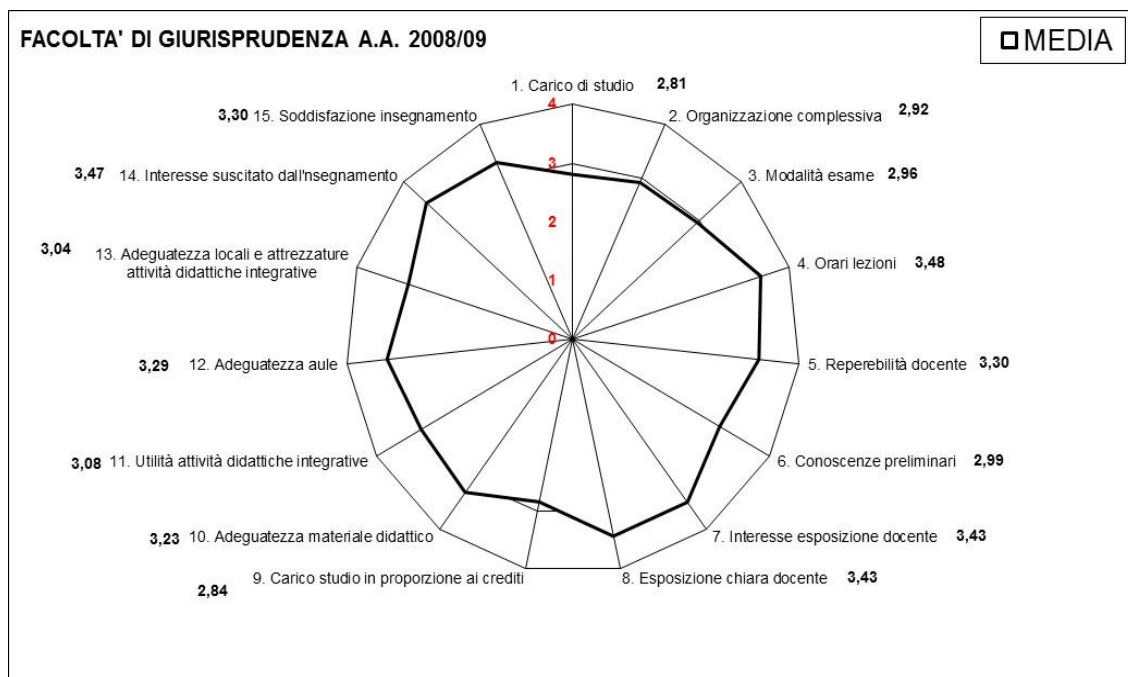 FACOLTA' DI GIURISPRUDENZA A.A. 2008/09
MEDIA
1. Carico di studio 2,81
2. Organizzazione complessiva 2,92
3. Modalità esame 2,96
4. Orari lezioni 3,48
5. Reperebilità docente 3,30
6. Conoscenze preliminari 2,99
7. Interesse esposizione docente 3,43
8. Esposizione chiara docente 3,43
9. Carico studio in proporzione ai crediti
2,84
3,23 10. Adeguatezza materiale didattico
3,08 11. Utilità attività didattiche integrative
3,29 12. Adeguatezza aule
3,04 13. Adeguatezza locali e attrezzature
attività didattiche integrative
3,47 14. Interesse suscitato dall'nsegnamento
3,30 15. Soddisfazione insegnamento
4
3
2
1
0